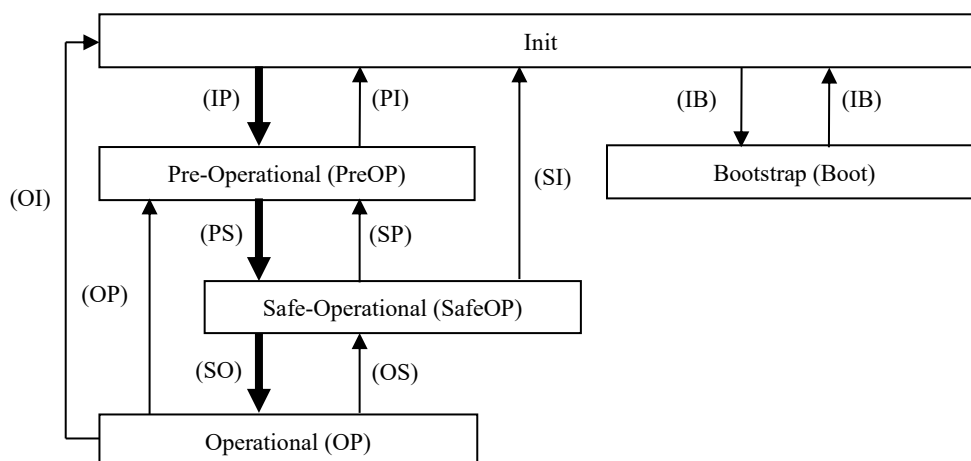 Init
(IP)
(PI)
(IB)
(IB)
Pre-Operational (PreOP)
Bootstrap (Boot)
(OI)
(SI)
(PS)
(SP)
(OP)
Safe-Operational (SafeOP)
(SO)
(OS)
Operational (OP)